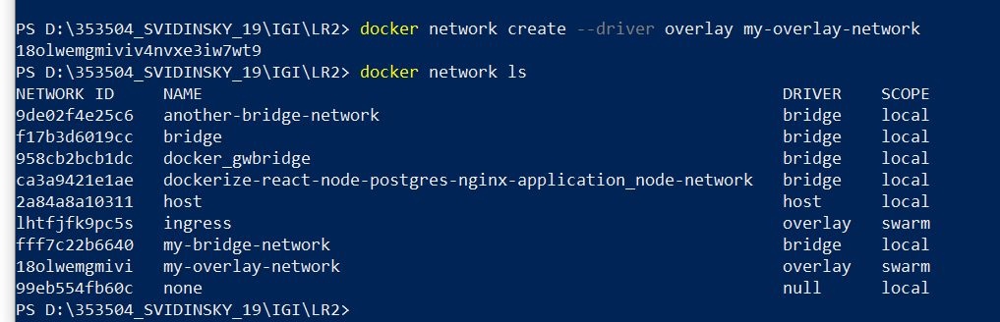 PS D:\353504_SVIDINSKY_19\IGI\LR2> docker network create --driver overlay my-overlay-network
18olwemgmiviv4nvxe3iw7wt9
PS D:\353504_SVIDINSKY_19\IGI\LR2> docker network ls
NETWORK ID     NAME                                                          DRIVER    SCOPE
9de02f4e25c6   another-bridge-network                                        bridge    local
f17b3d6019cc   bridge                                                        bridge    local
958cb2bcb1dc   docker_gwbridge                                               bridge    local
ca3a9421e1ae   dockerize-react-node-postgres-nginx-application_node-network   bridge    local
2a84a8a10311   host                                                          host      local
lhtfjfk9pc5s   ingress                                                       overlay   swarm
fff7c22b6640   my-bridge-network                                             bridge    local
18olwemgmivi   my-overlay-network                                            overlay   swarm
99eb554fb60c   none                                                          null      local
PS D:\353504_SVIDINSKY_19\IGI\LR2>